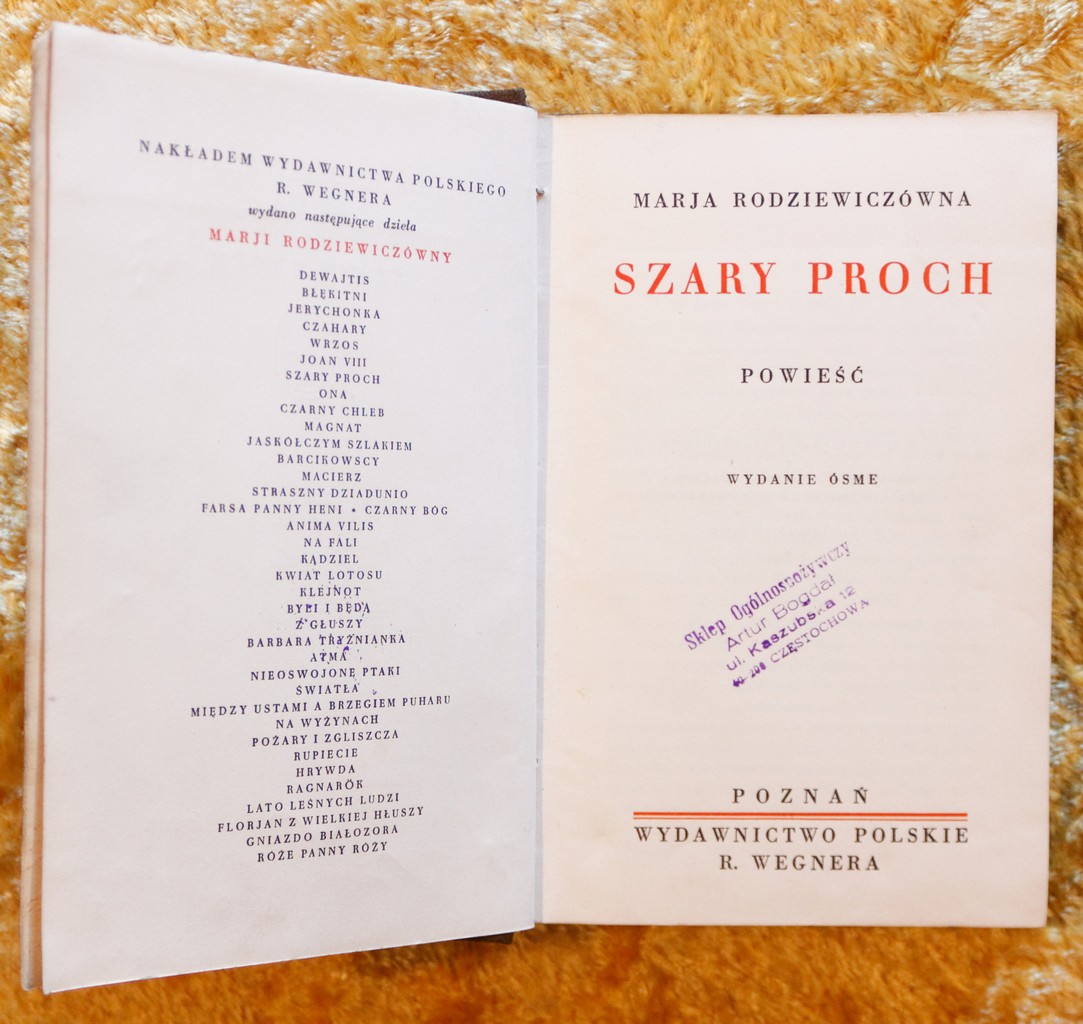 NAKŁADEM WYDAWNICTWA POLSKIEGO
R. WEGNERA
wydano następujące dzieła
MARJI RODZIEWICZÓWNY
DEWAJTIS
BŁĘKITNI
JERYCHONKA
CZAHARY
WRZOS
JOAN VIII
SZARY PROCH
ONA
CZARNY CHLEB
MAGNAT
JASKÓŁCZYM SZLAKIEM
BARCIKOWSCY
MACIERZ
STRASZNY DZIADUNIO
FARSA PANNY HENI • CZARNY BÓG
ANIMA VILIS
NA FALI
KĄDZIEL
KWIAT LOTOSU
KLEJNOT
BYLI I BĘDĄ
Z GŁUSZY
BARBARA TRYŹNIANKA
ATMA
NIEOSWOJONE PTAKI
ŚWIATŁA
MIĘDZY USTAMI A BRZEGIEM PUHARU
NA WYŻYNACH
POŻARY I ZGLISZCZA
RUPIECIE
HRYWDA
RAGNARÖK
LATO LEŚNYCH LUDZI
FLORJAN Z WIELKIEJ HŁUSZY
GNIAZDO BIAŁOZORA
RÓŻE PANNY RÓŻY
MARJA RODZIEWICZÓWNA
SZARY PROCH
POWIEŚĆ
WYDANIE ÓSME
Sklep Ogólnospożywczy
Artur Bogdał
ul. Kaszubska 12
CZĘSTOCHOWA
POZNAŃ
WYDAWNICTWO POLSKIE
R. WEGNERA